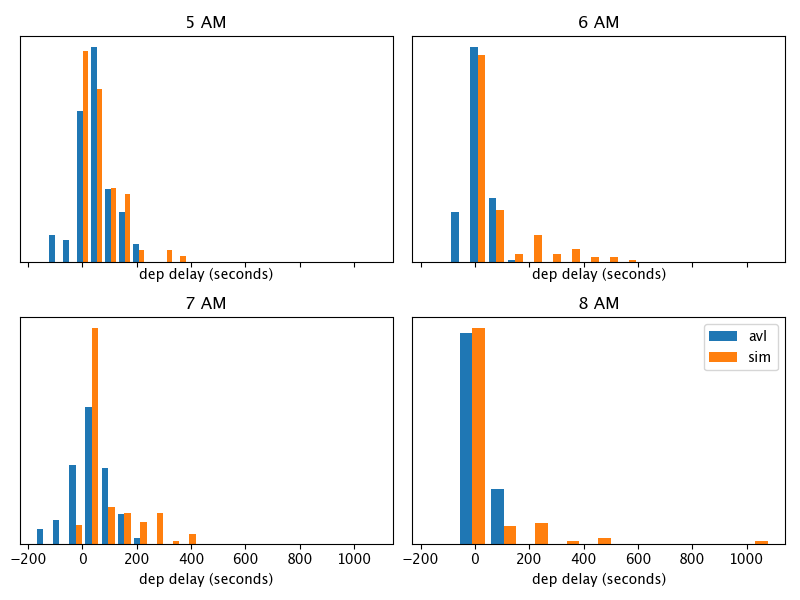 5 AM
6 AM
dep delay (seconds)
dep delay (seconds)
7 AM
8 AM
avl
sim
−200 0 200 400 600 800 1000
−200 0 200 400 600 800 1000
dep delay (seconds)
dep delay (seconds)